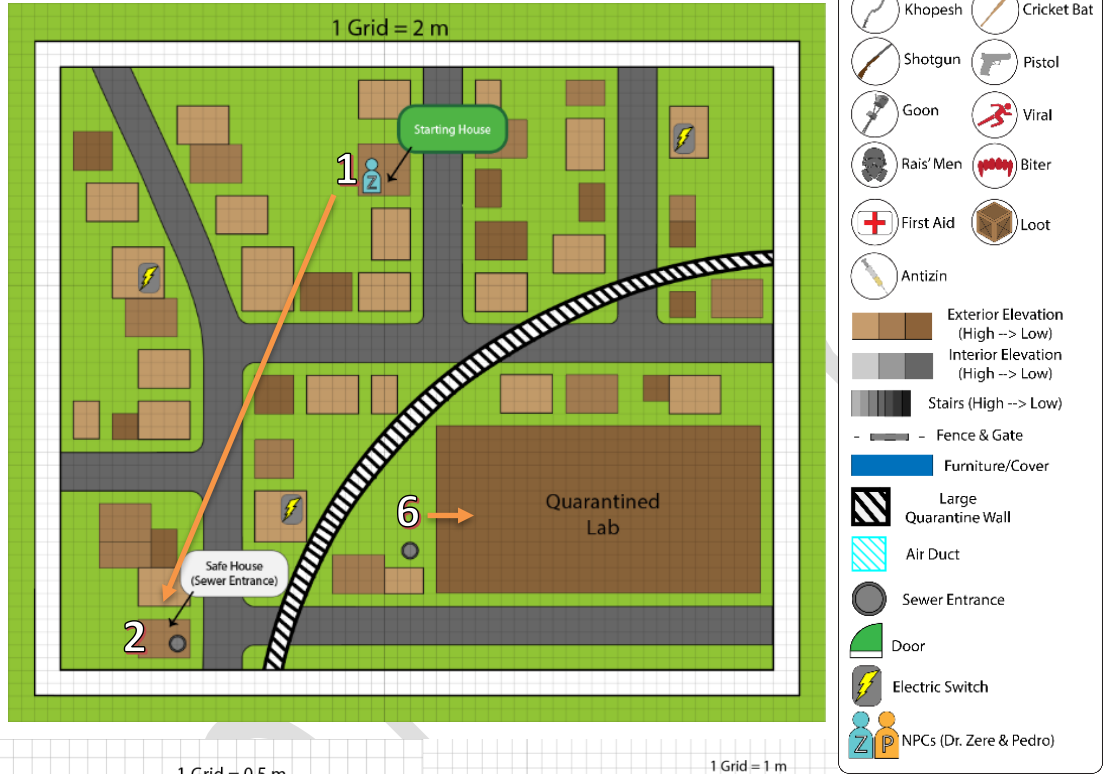 1 Grid = 2 m
Starting House
1
Z
6
Quarantined
Lab
Safe House
(Sewer Entrance)
2
1 Grid = 0.5 m
1 Grid = 1 m
Khopesh
Cricket Bat
Shotgun
Pistol
Goon
Viral
Rais' Men
Biter
First Aid
Loot
Antizin
Exterior Elevation
(High --> Low)
Interior Elevation
(High --> Low)
Stairs (High --> Low)
Fence & Gate
Furniture/Cover
Large
Quarantine Wall
Air Duct
Sewer Entrance
Door
Electric Switch
Z P NPCs (Dr. Zere & Pedro)